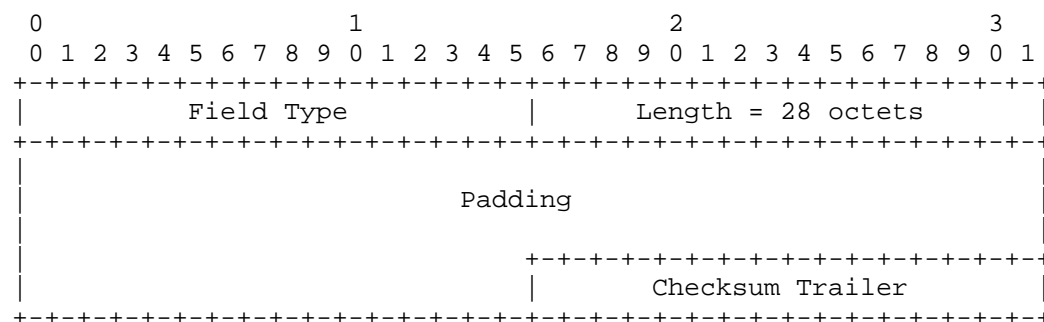 0                   1                   2                   3
0 1 2 3 4 5 6 7 8 9 0 1 2 3 4 5 6 7 8 9 0 1 2 3 4 5 6 7 8 9 0 1
+-+-+-+-+-+-+-+-+-+-+-+-+-+-+-+-+-+-+-+-+-+-+-+-+-+-+-+-+-+-+-+-+
|          Field Type           |      Length = 28 octets       |
+-+-+-+-+-+-+-+-+-+-+-+-+-+-+-+-+-+-+-+-+-+-+-+-+-+-+-+-+-+-+-+-+
|                                                               |
|                           Padding                             |
|                                                               |
|                               +-+-+-+-+-+-+-+-+-+-+-+-+-+-+-+-+
|                               |       Checksum Trailer        |
+-+-+-+-+-+-+-+-+-+-+-+-+-+-+-+-+-+-+-+-+-+-+-+-+-+-+-+-+-+-+-+-+